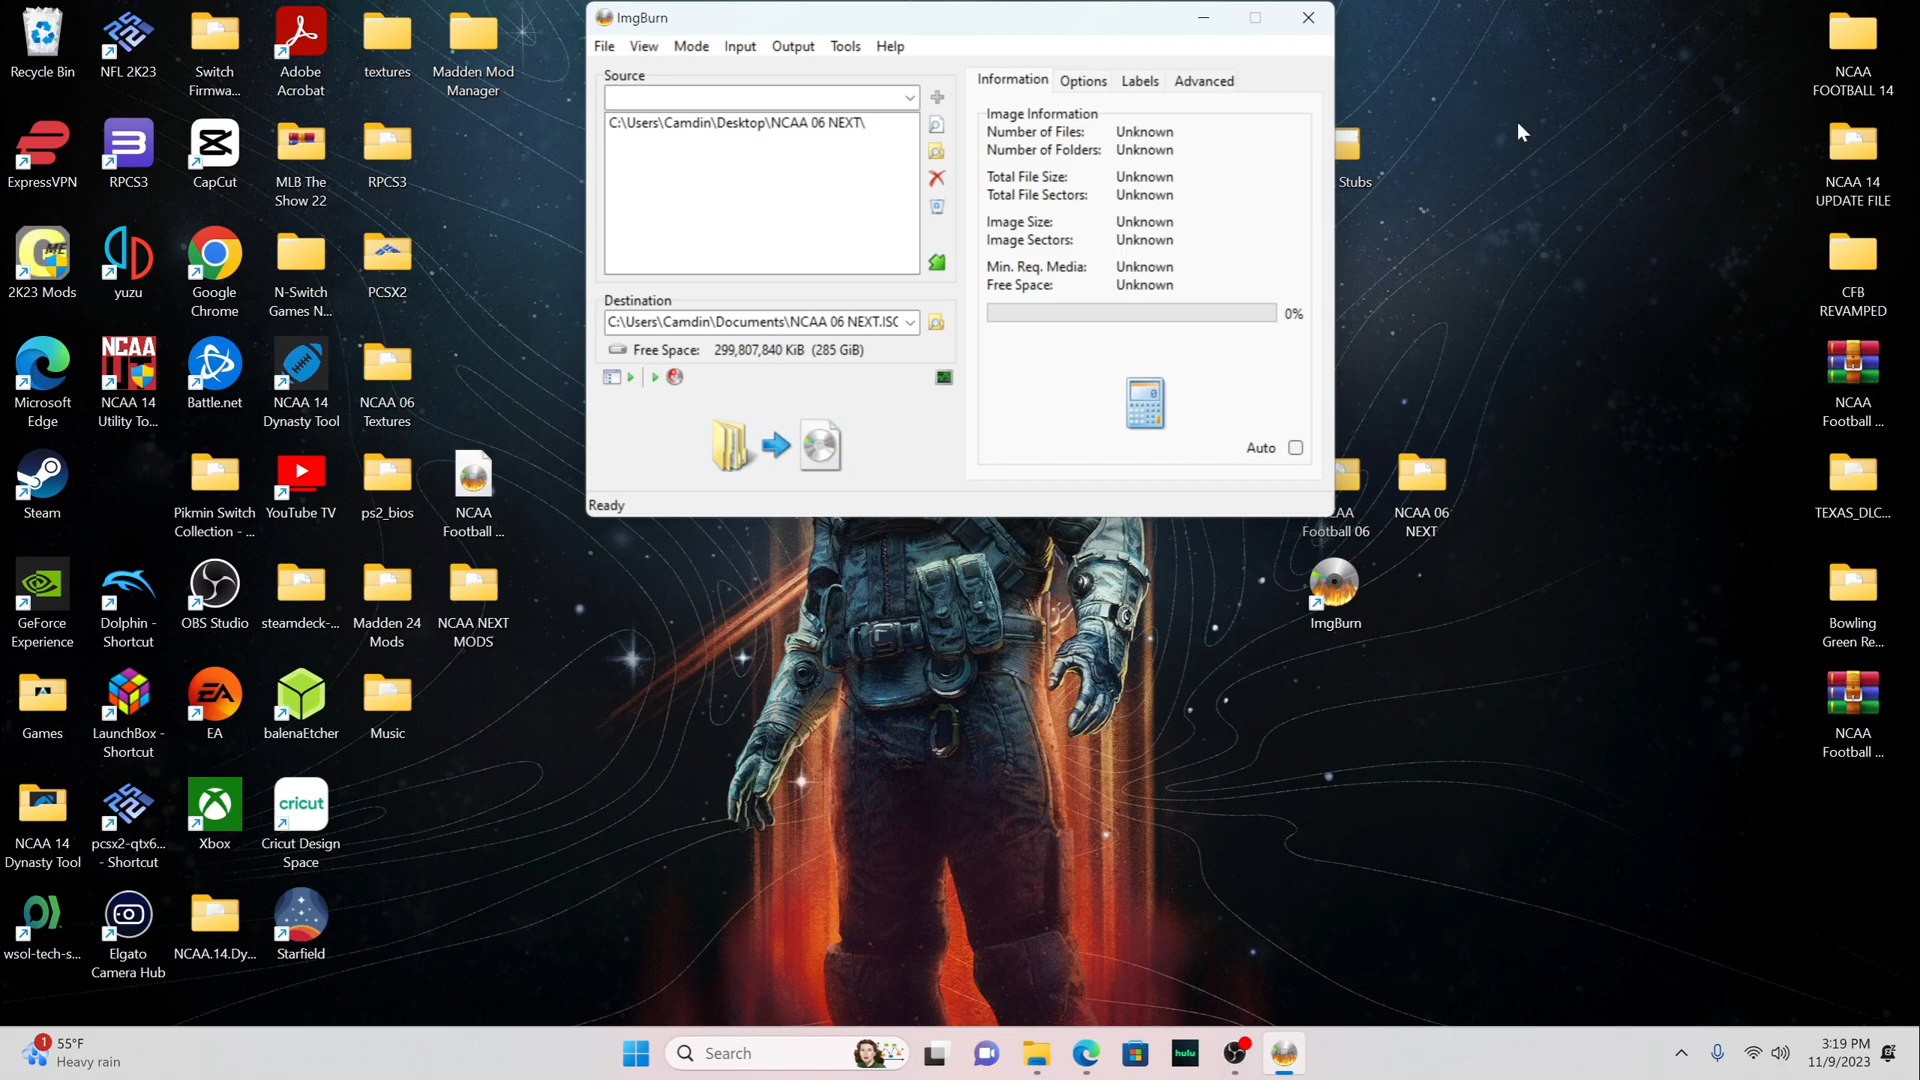 ImgBurn
File View Mode Input Output Tools Help
Source
C:\Users\Camdin\Desktop\NCAA 06 NEXT\
Destination
C:\Users\Camdin\Documents\NCAA 06 NEXT.ISO
Free Space: 299,807,840 KiB (285 GiB)
Ready
Information Options Labels Advanced
Image Information
Number of Files: Unknown
Number of Folders: Unknown
Total File Size: Unknown
Total File Sectors: Unknown
Image Size: Unknown
Image Sectors: Unknown
Min. Req. Media: Unknown
Free Space: Unknown
0%
Auto
Recycle Bin
NFL 2K23
Switch
Firmwa...
Adobe
Acrobat
textures
Madden Mod
Manager
ExpressVPN
RPCS3
CapCut
MLB The
Show 22
RPCS3
2K23 Mods
yuzu
Google
Chrome
N-Switch
Games N...
PCSX2
Microsoft
Edge
NCAA
NCAA 14
Utility To...
Battle.net
NCAA 14
Dynasty Tool
NCAA 06
Textures
Steam
Pikmin Switch
Collection - ...
YouTube TV
ps2_bios
NCAA
Football ...
GeForce
Experience
Dolphin -
Shortcut
OBS Studio
steamdeck-...
Madden 24
Mods
NCAA NEXT
MODS
Games
LaunchBox -
Shortcut
EA
EA
balenaEtcher
Music
NCAA 14
Dynasty Tool
pcsx2-qtx6...
- Shortcut
Xbox
cricut
Cricut Design
Space
wsol-tech-s...
Elgato
Camera Hub
NCAA.14.Dy...
Starfield
Stubs
Football 06
NCAA 06
NEXT
ImgBurn
NCAA
FOOTBALL 14
NCAA 14
UPDATE FILE
CFB
REVAMPED
NCAA
Football ...
TEXAS_DLC...
Bowling
Green Re...
NCAA
Football ...
1
55°F
Heavy rain
Search
hulu
3:19 PM
11/9/2023